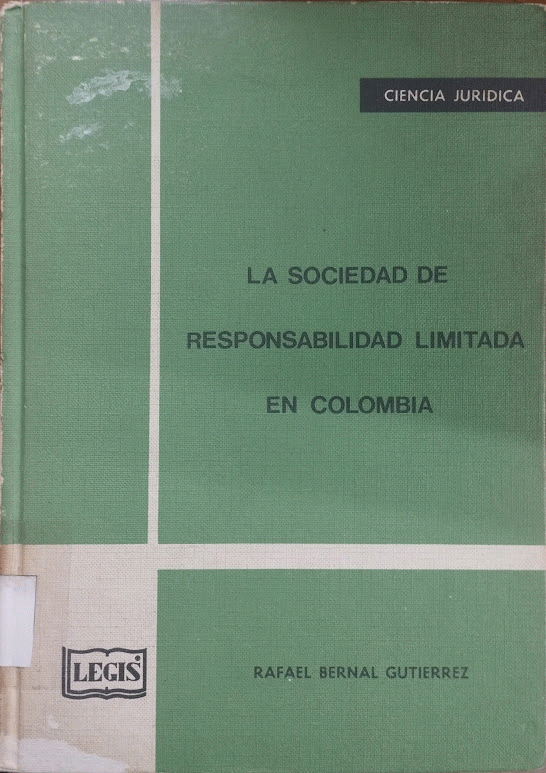 CIENCIA JURIDICA
LA SOCIEDAD DE
RESPONSABILIDAD LIMITADA
EN COLOMBIA
LEGIS
RAFAEL BERNAL GUTIERREZ